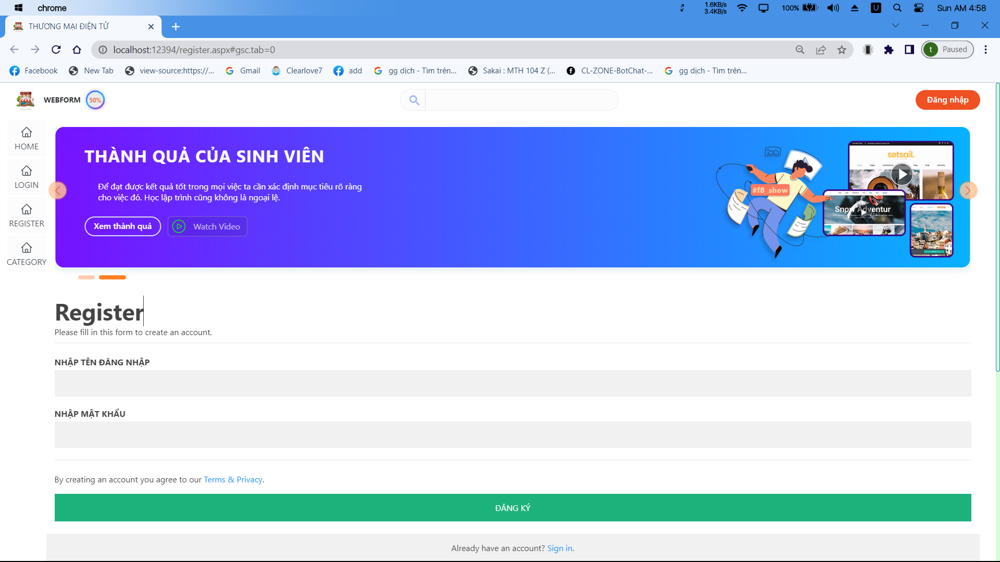 chrome
1.6KB/s
3.4KB/s
100%
U
Sun AM 4:58
THƯƠNG MẠI ĐIỆN TỬ
localhost:12394/register.aspx#gsc.tab=0
t Paused
Facebook
New Tab
view-source:https://...
Gmail
Clearlove7
add
gg dịch - Tìm trên...
Sakai : MTH 104 Z (...
CL-ZONE-BotChat-...
gg dịch - Tìm trên...
WEBFORM
50%
Đăng nhập
HOME
LOGIN
REGISTER
CATEGORY
THÀNH QUẢ CỦA SINH VIÊN
Để đạt được kết quả tốt trong mọi việc ta cần xác định mục tiêu rõ ràng
cho việc đó. Học lập trình cũng không là ngoại lệ.
Xem thành quả
Watch Video
#f8_show
setsail.
Snow Adventur
Register
Please fill in this form to create an account.
NHẬP TÊN ĐĂNG NHẬP
NHẬP MẬT KHẨU
By creating an account you agree to our Terms & Privacy.
ĐĂNG KÝ
Already have an account? Sign in.